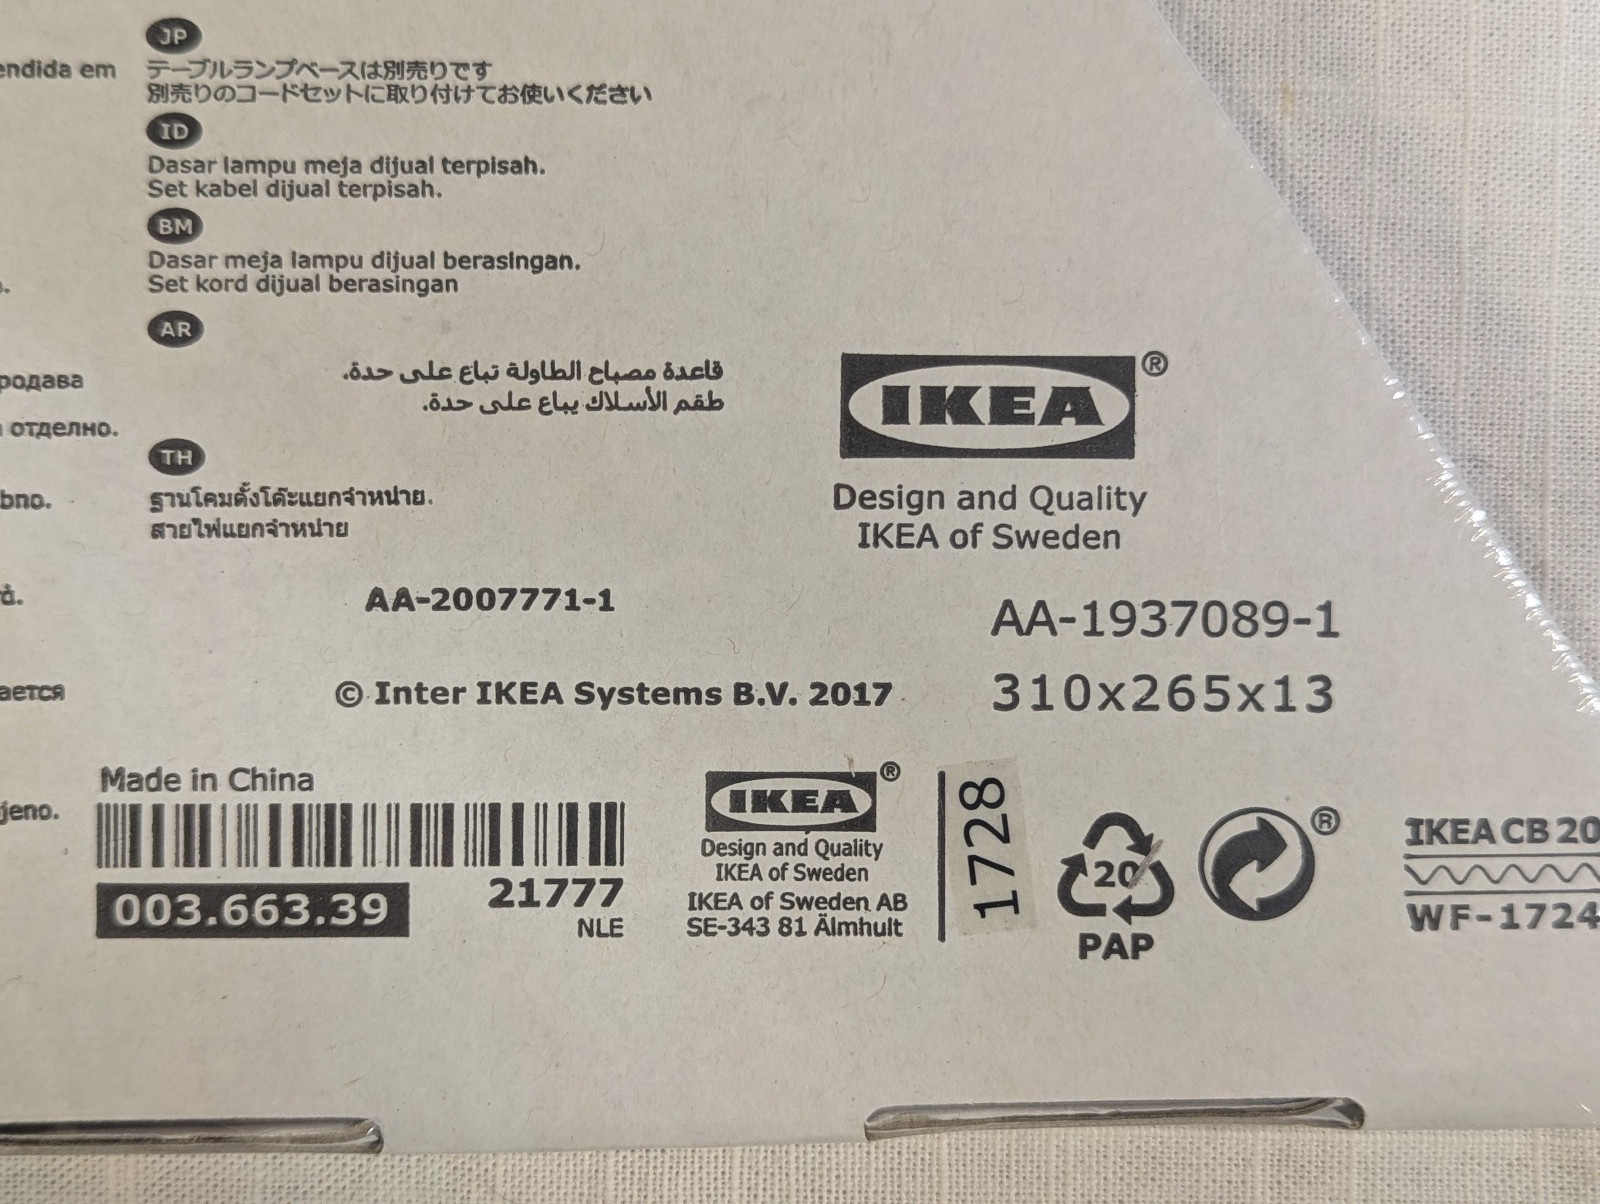 endida em
.
родава
отделно.
bno.
å.
ается
jeno.
JP
テーブルランプベースは別売りです
別売りのコードセットに取り付けてお使いください
ID
Dasar lampu meja dijual terpisah.
Set kabel dijual terpisah.
BM
Dasar meja lampu dijual berasingan.
Set kord dijual berasingan
AR
قاعدة مصباح الطاولة تباع على حدة.
طقم الأسلاك يباع على حدة.
TH
ฐานโคมตั้งโต๊ะแยกจำหน่าย.
สายไฟแยกจำหน่าย
IKEA®
Design and Quality
IKEA of Sweden
AA-2007771-1
AA-1937089-1
© Inter IKEA Systems B.V. 2017
310x265x13
Made in China
003.663.39
21777
NLE
IKEA®
Design and Quality
IKEA of Sweden
IKEA of Sweden AB
SE-343 81 Älmhult
1728
20
PAP
®
IKEA CB 20
WF-1724